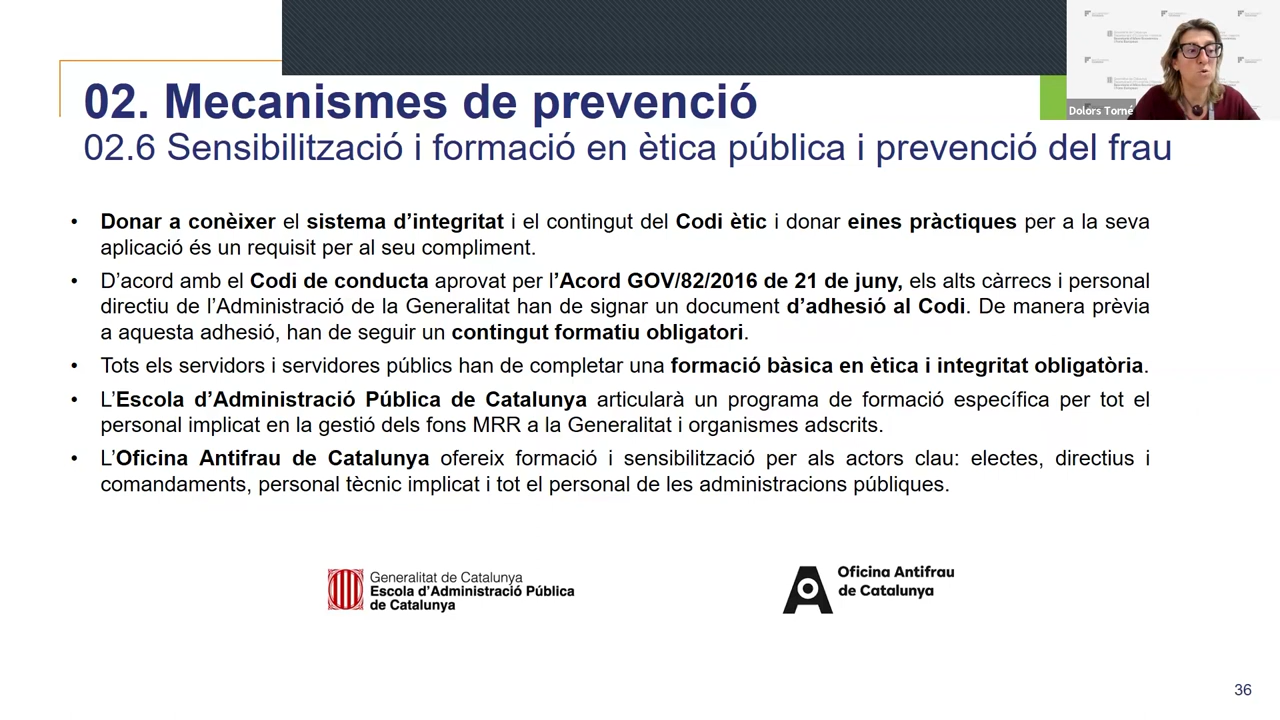 02. Mecanismes de prevenció
02.6 Sensibilització i formació en ètica pública i prevenció del frau
Dolors Torné
• Donar a conèixer el sistema d’integritat i el contingut del Codi ètic i donar eines pràctiques per a la seva
aplicació és un requisit per al seu compliment.
• D’acord amb el Codi de conducta aprovat per l’Acord GOV/82/2016 de 21 de juny, els alts càrrecs i personal
directiu de l’Administració de la Generalitat han de signar un document d’adhesió al Codi. De manera prèvia
a aquesta adhesió, han de seguir un contingut formatiu obligatori.
• Tots els servidors i servidores públics han de completar una formació bàsica en ètica i integritat obligatòria.
• L’Escola d’Administració Pública de Catalunya articularà un programa de formació específica per tot el
personal implicat en la gestió dels fons MRR a la Generalitat i organismes adscrits.
• L’Oficina Antifrau de Catalunya ofereix formació i sensibilització per als actors clau: electes, directius i
comandaments, personal tècnic implicat i tot el personal de les administracions públiques.
Generalitat de Catalunya
Escola d’Administració Pública
de Catalunya
Oficina Antifrau
de Catalunya
36